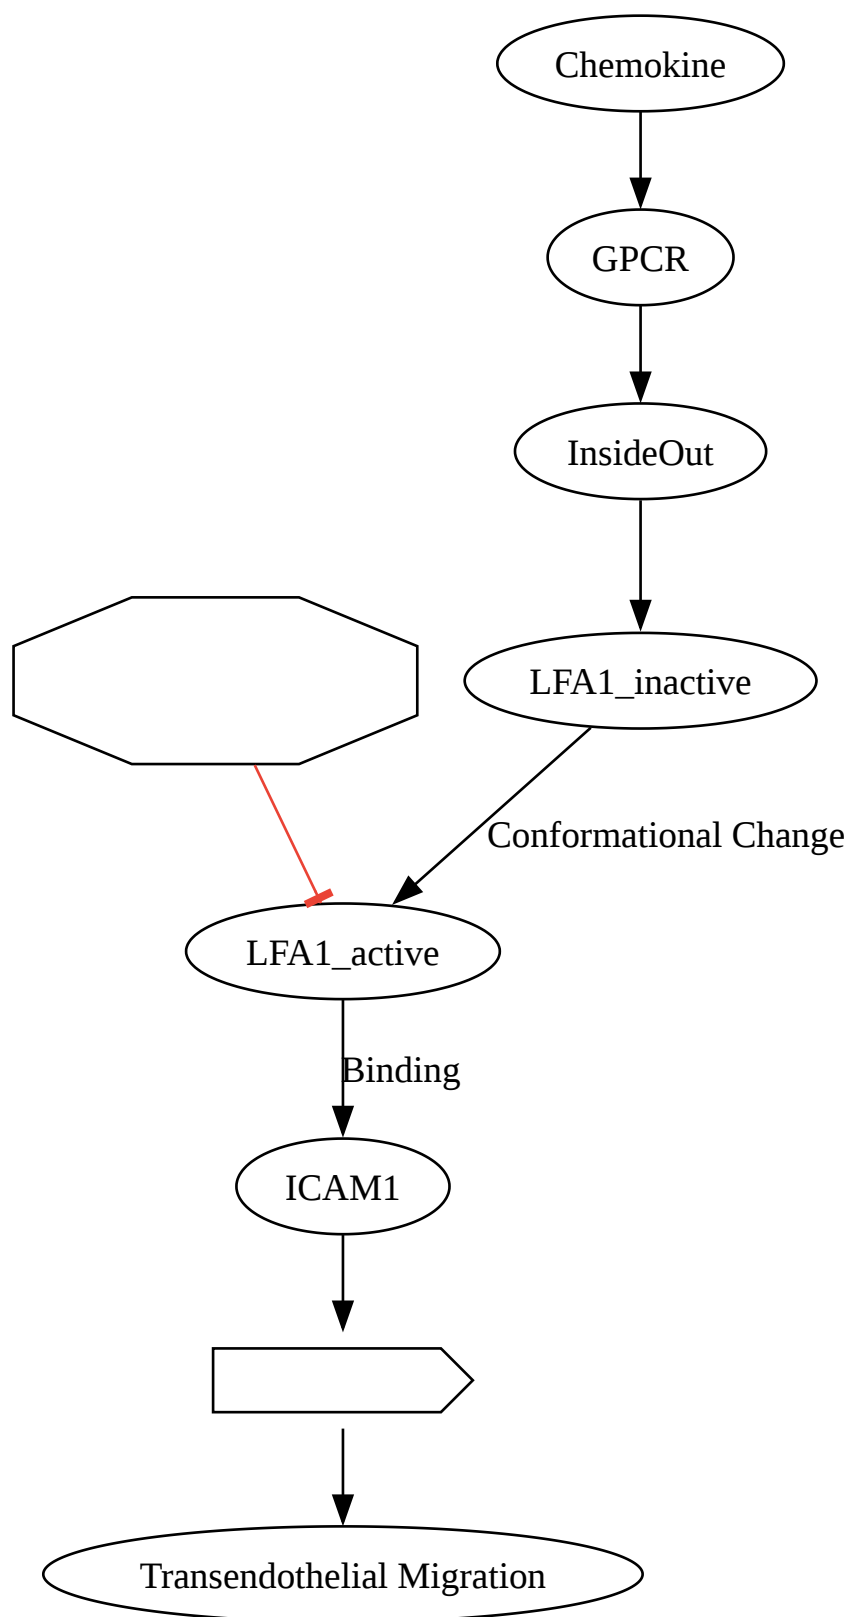 Chemokine
GPCR
InsideOut
LFA1_inactive
Conformational Change
LFA1_active
Binding
ICAM1
Transendothelial Migration